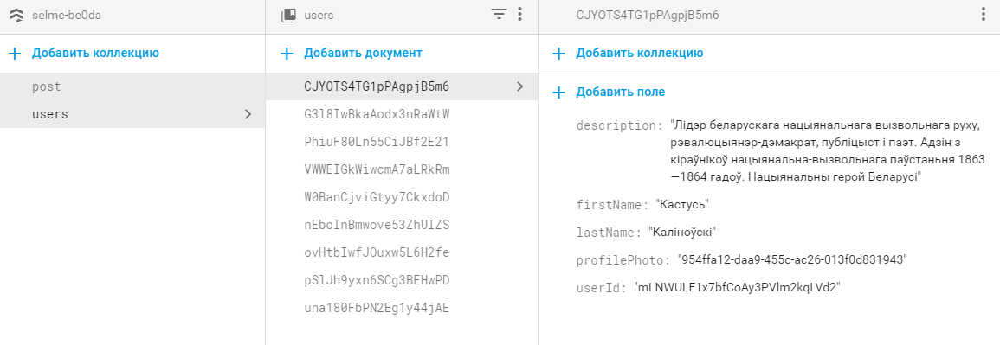 selme-be0da
Добавить коллекцию
post
users
users
Добавить документ
CJYOTS4TG1pPAgpjB5m6
G3l8IwBkaAodx3nRaWtW
PhiuF80Ln55CiJBf2E21
VWWEIGkWiwcmA7aLRkRm
W0BanCjviGtyy7CkxdoD
nEboInBmwove53ZhUIZS
ovHtbIwfJOuxw5L6H2fe
pSlJh9yxn6SCg3BEHwPD
una180FbPN2Eg1y44jAE
CJYOTS4TG1pPAgpjB5m6
Добавить коллекцию
Добавить поле
description: "Лідэр беларускага нацыянальнага вызвольнага руху,
рэвалюцыянэр-дэмакрат, публіцыст і паэт. Адзін з
кіраўнікоў нацыянальна-вызвольнага паўстаньня 1863
—1864 гадоў. Нацыянальны герой Беларусі"
firstName: "Кастусь"
lastName: "Каліноўскі"
profilePhoto: "954ffa12-daa9-455c-ac26-013f0d831943"
userId: "mLNWULF1x7bfCoAy3PVlm2kqLVd2"